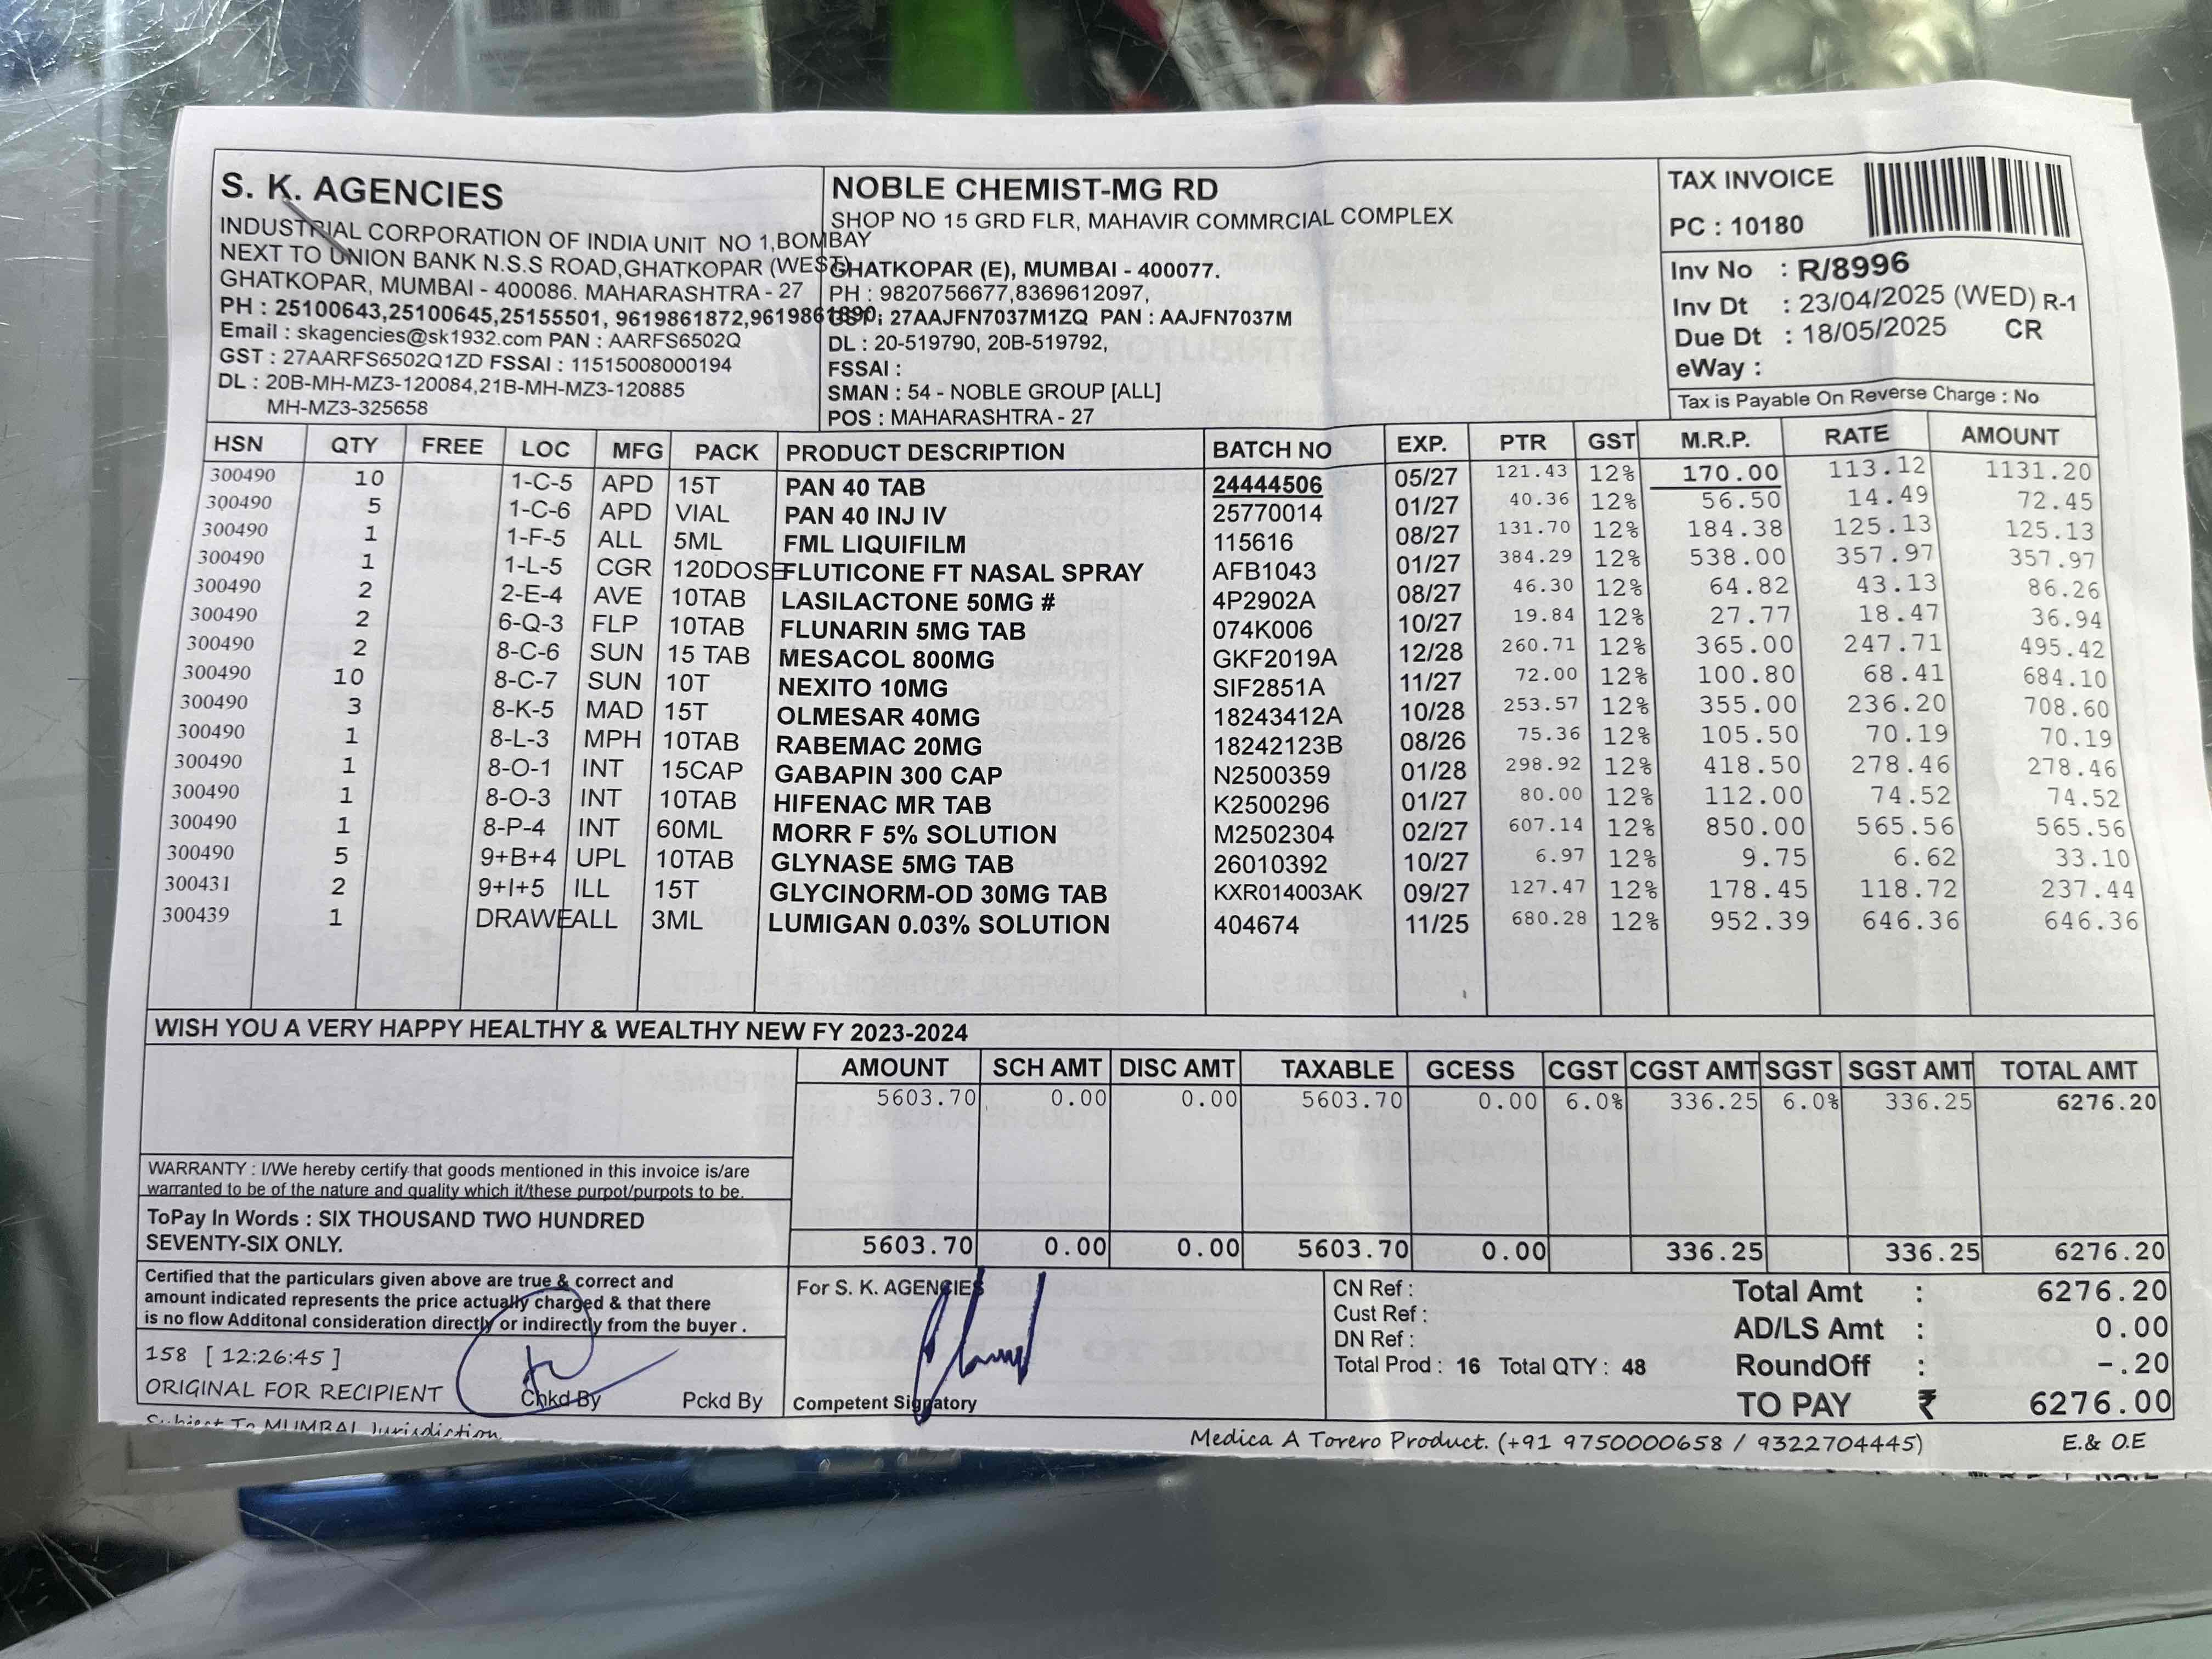 S. K. AGENCIES
INDUSTRIAL CORPORATION OF INDIA UNIT NO 1,BOMBAY
NEXT TO UNION BANK N.S.S ROAD,GHATKOPAR (WEST)
GHATKOPAR, MUMBAI - 400086. MAHARASHTRA - 27
PH : 25100643,25100645,25155501, 9619861872,9619861890
Email : skagencies@sk1932.com PAN : AARFS6502Q
GST : 27AARFS6502Q1ZD FSSAI : 11515008000194
DL : 20B-MH-MZ3-120084,21B-MH-MZ3-120885
MH-MZ3-325658
NOBLE CHEMIST-MG RD
SHOP NO 15 GRD FLR, MAHAVIR COMMRCIAL COMPLEX
GHATKOPAR (E), MUMBAI - 400077.
PH : 9820756677,8369612097,
GST : 27AAJFN7037M1ZQ PAN : AAJFN7037M
DL : 20-519790, 20B-519792,
FSSAI :
SMAN : 54 - NOBLE GROUP [ALL]
POS : MAHARASHTRA - 27
TAX INVOICE
PC : 10180
Inv No : R/8996
Inv Dt : 23/04/2025 (WED) R-1
Due Dt : 18/05/2025 CR
eWay :
Tax is Payable On Reverse Charge : No
HSN QTY FREE LOC MFG PACK PRODUCT DESCRIPTION BATCH NO EXP. PTR GST M.R.P. RATE AMOUNT
300490 10 1-C-5 APD 15T PAN 40 TAB 24444506 05/27 121.43 12% 170.00 113.12 1131.20
300490 5 1-C-6 APD VIAL PAN 40 INJ IV 25770014 01/27 40.36 12% 56.50 14.49 72.45
300490 1 1-F-5 ALL 5ML FML LIQUIFILM 115616 08/27 131.70 12% 184.38 125.13 125.13
300490 1 1-L-5 CGR 120DOSE FLUTICONE FT NASAL SPRAY AFB1043 01/27 384.29 12% 538.00 357.97 357.97
300490 2 2-E-4 AVE 10TAB LASILACTONE 50MG # 4P2902A 08/27 46.30 12% 64.82 43.13 86.26
300490 2 6-Q-3 FLP 10TAB FLUNARIN 5MG TAB 074K006 10/27 19.84 12% 27.77 18.47 36.94
300490 2 8-C-6 SUN 15 TAB MESACOL 800MG GKF2019A 12/28 260.71 12% 365.00 247.71 495.42
300490 10 8-C-7 SUN 10T NEXITO 10MG SIF2851A 11/27 72.00 12% 100.80 68.41 684.10
300490 3 8-K-5 MAD 15T OLMESAR 40MG 18243412A 10/28 253.57 12% 355.00 236.20 708.60
300490 1 8-L-3 MPH 10TAB RABEMAC 20MG 18242123B 08/26 75.36 12% 105.50 70.19 70.19
300490 1 8-O-1 INT 15CAP GABAPIN 300 CAP N2500359 01/28 298.92 12% 418.50 278.46 278.46
300490 1 8-O-3 INT 10TAB HIFENAC MR TAB K2500296 01/27 80.00 12% 112.00 74.52 74.52
300490 1 8-P-4 INT 60ML MORR F 5% SOLUTION M2502304 02/27 607.14 12% 850.00 565.56 565.56
300490 5 9+B+4 UPL 10TAB GLYNASE 5MG TAB 26010392 10/27 6.97 12% 9.75 6.62 33.10
300431 2 9+I+5 ILL 15T GLYCINORM-OD 30MG TAB KXR014003AK 09/27 127.47 12% 178.45 118.72 237.44
300439 1 DRAWE ALL 3ML LUMIGAN 0.03% SOLUTION 404674 11/25 680.28 12% 952.39 646.36 646.36
WISH YOU A VERY HAPPY HEALTHY & WEALTHY NEW FY 2023-2024
AMOUNT SCH AMT DISC AMT TAXABLE GCESS CGST CGST AMT SGST SGST AMT TOTAL AMT
5603.70 0.00 0.00 5603.70 0.00 6.0% 336.25 6.0% 336.25 6276.20
WARRANTY : I/We hereby certify that goods mentioned in this invoice is/are
warranted to be of the nature and quality which it/these purpot/purpots to be.
ToPay In Words : SIX THOUSAND TWO HUNDRED
SEVENTY-SIX ONLY.
5603.70 0.00 0.00 5603.70 0.00 336.25 336.25 6276.20
Certified that the particulars given above are true & correct and
amount indicated represents the price actually charged & that there
is no flow Additonal consideration directly or indirectly from the buyer .
158 [ 12:26:45 ]
ORIGINAL FOR RECIPIENT Chkd By Pckd By
For S. K. AGENCIES
Competent Signatory
CN Ref :
Cust Ref :
DN Ref :
Total Prod : 16 Total QTY : 48
Total Amt : 6276.20
AD/LS Amt : 0.00
RoundOff : -.20
TO PAY ₹ 6276.00
Subject To MUMBAI Jurisdiction
Medica A Torero Product. (+91 9750000658 / 9322704445) E.& O.E